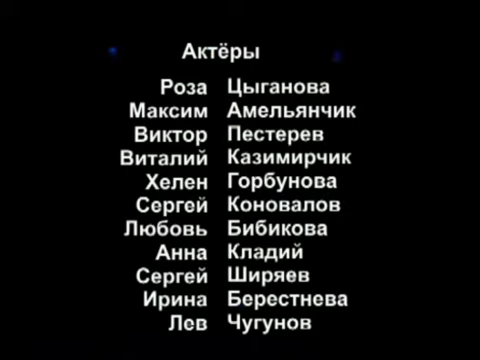 Актёры
Роза Цыганова
Максим Амельянчик
Виктор Пестерев
Виталий Казимирчик
Хелен Горбунова
Сергей Коновалов
Любовь Бибикова
Анна Кладий
Сергей Ширяев
Ирина Берестнева
Лев Чугунов